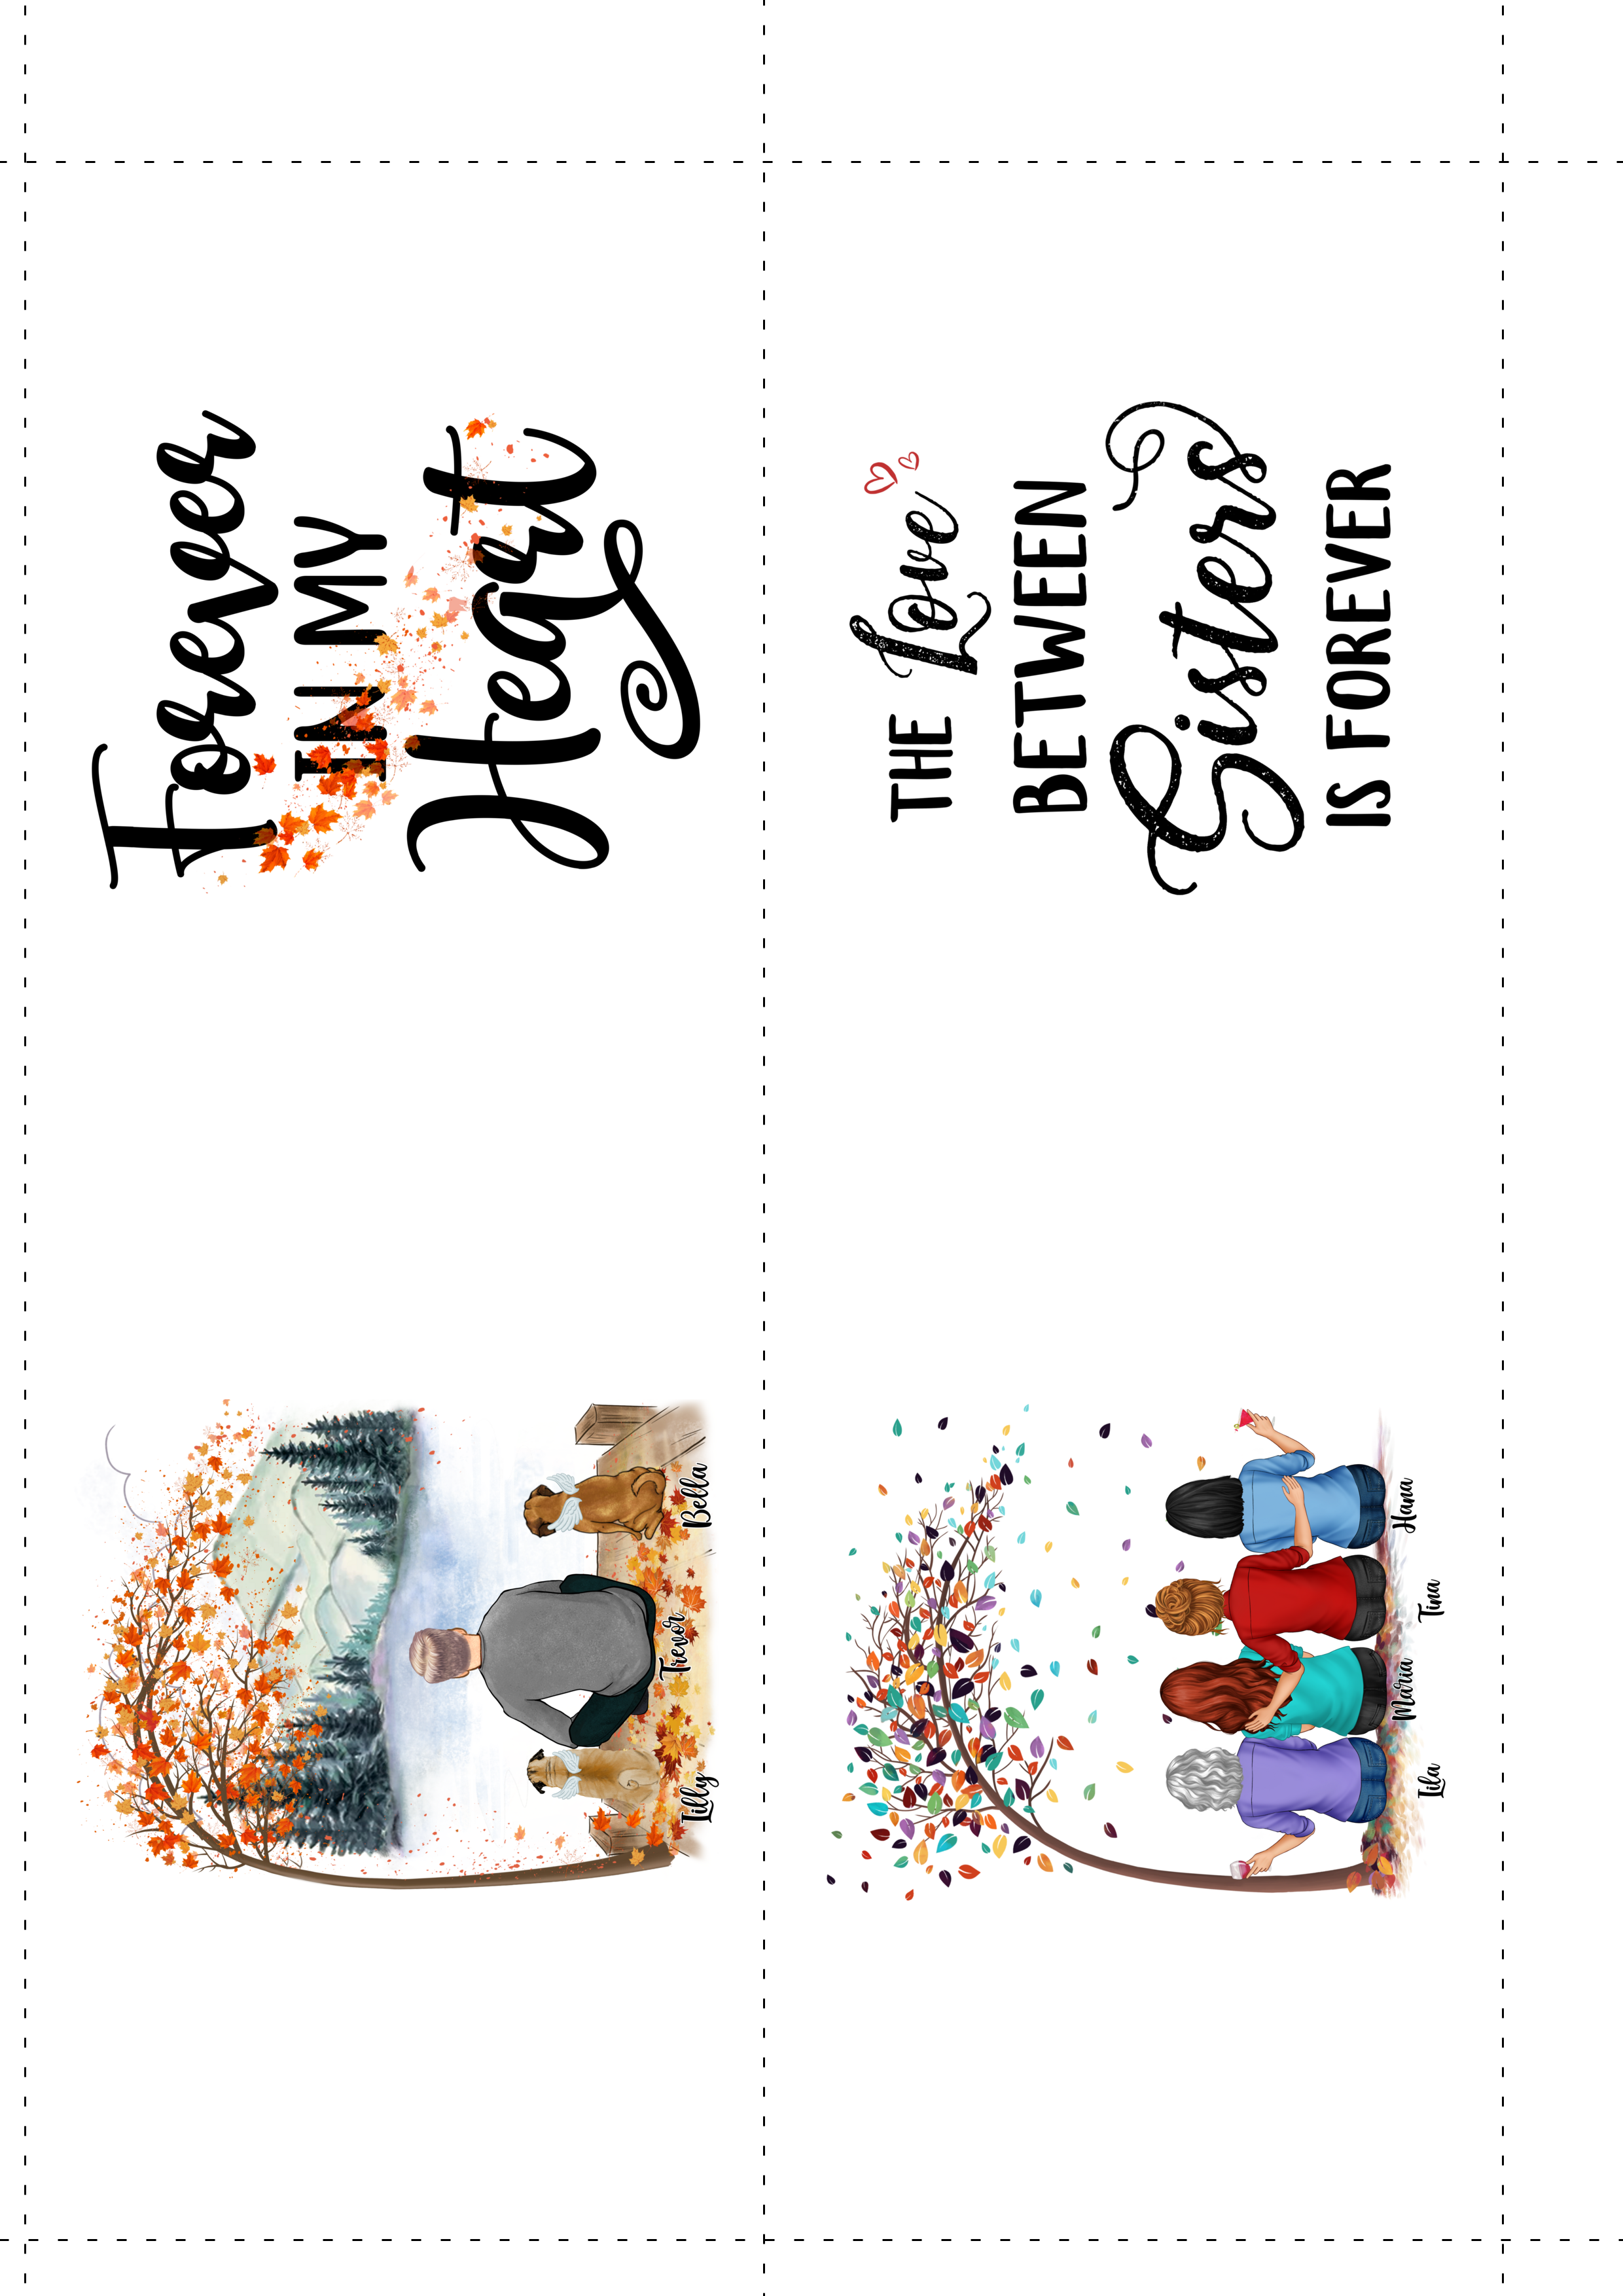 Forever
IN MY
Heart
Lilly
Trevor
Bella
THE Love
BETWEEN
Sisters
IS FOREVER
Lila
Maria
Tina
Hana